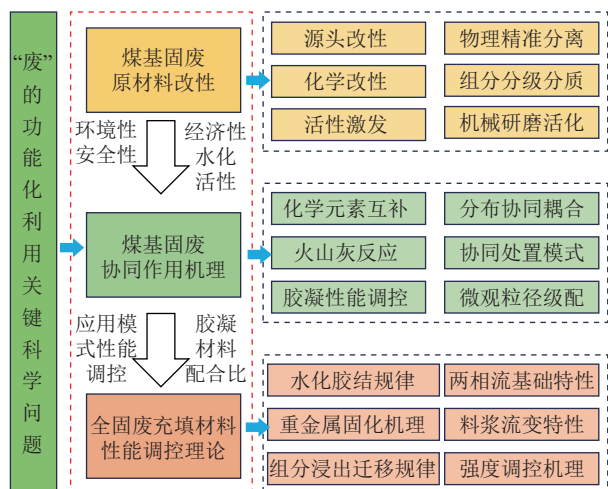 “废”的功能化利用关键科学问题
煤基固废
原材料改性
环境性
安全性
经济性
水化
活性
煤基固废
协同作用机理
应用模
式性能
调控
胶凝
材料
配合比
全固废充填材料
性能调控理论
源头改性
物理精准分离
化学改性
组分分级分质
活性激发
机械研磨活化
化学元素互补
分布协同耦合
火山灰反应
协同处置模式
胶凝性能调控
微观粒径级配
水化胶结规律
两相流基础特性
重金属固化机理
料浆流变特性
组分浸出迁移规律
强度调控机理